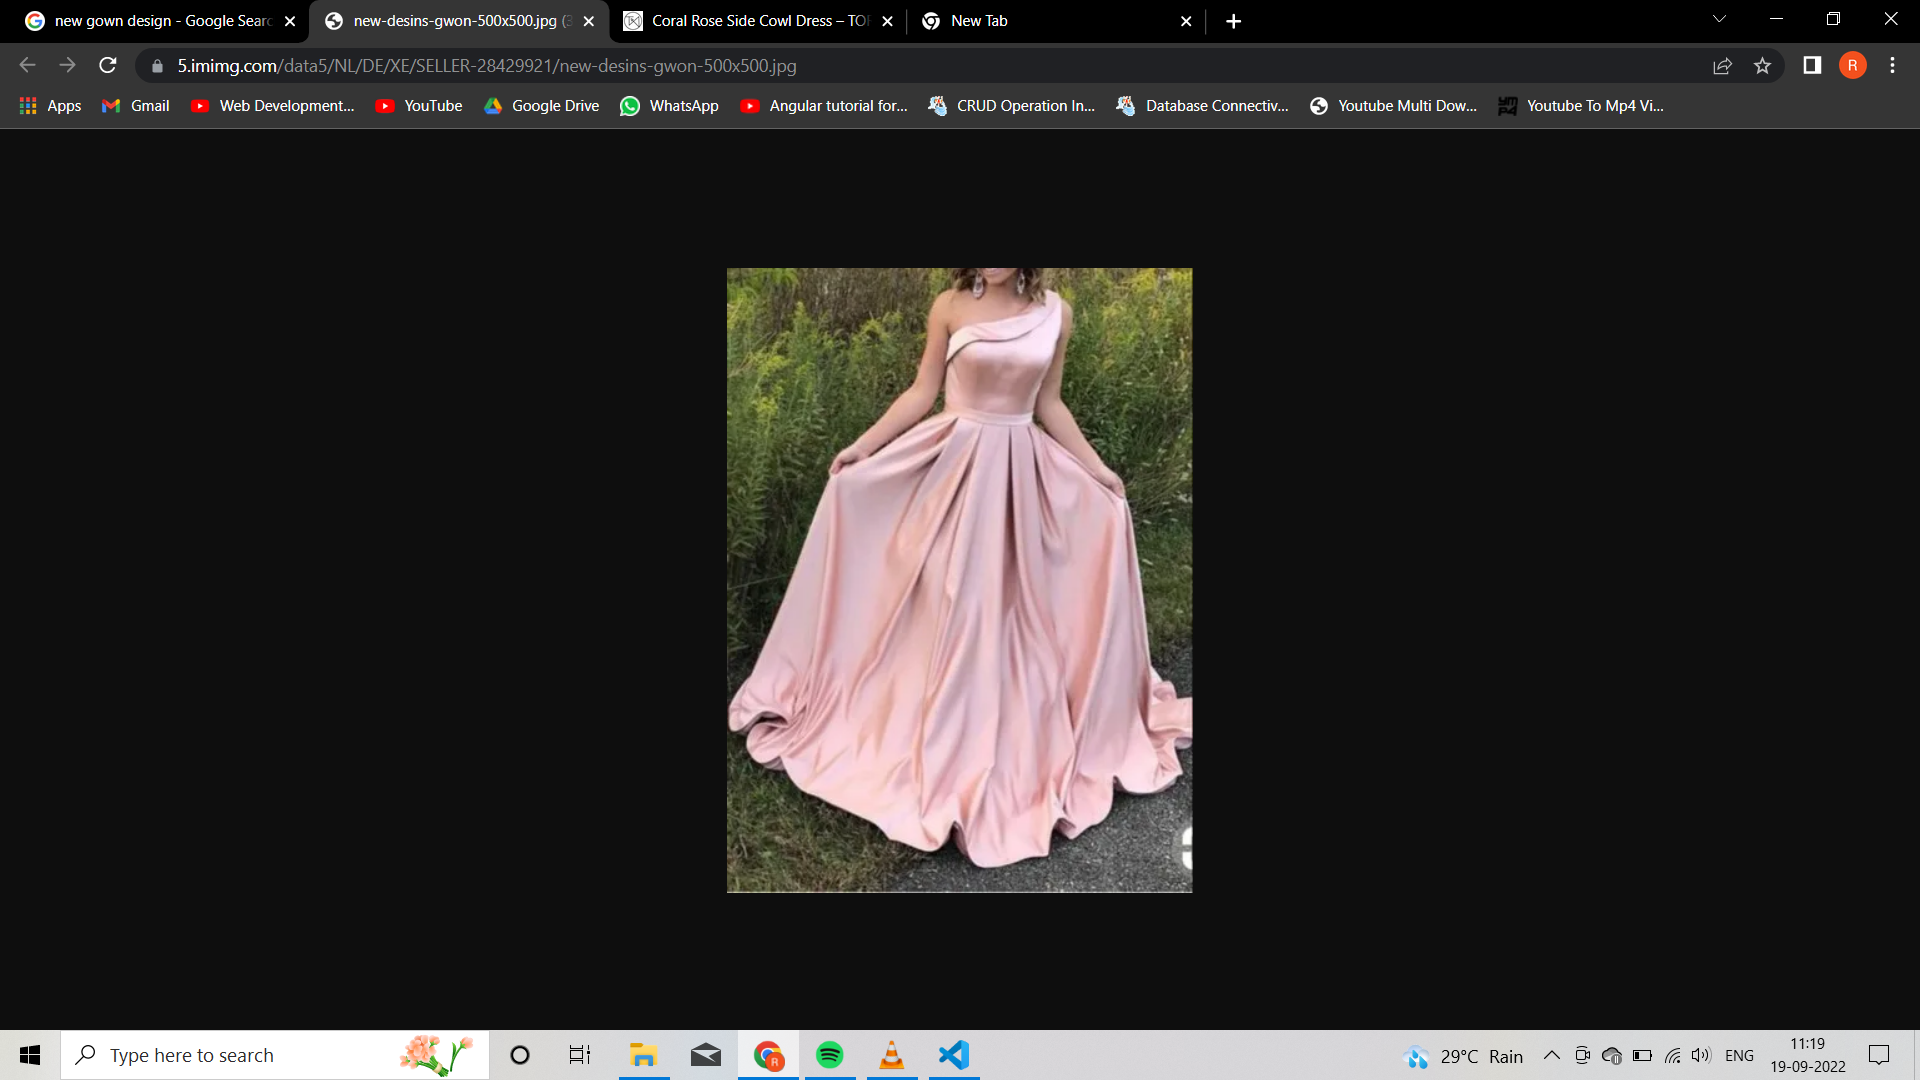 new gown design - Google Searc
new-desins-gwon-500x500.jpg (3
Coral Rose Side Cowl Dress – TOP
New Tab
5.imimg.com/data5/NL/DE/XE/SELLER-28429921/new-desins-gwon-500x500.jpg
R
Apps
Gmail
Web Development...
YouTube
Google Drive
WhatsApp
Angular tutorial for...
CRUD Operation In...
Database Connectiv...
Youtube Multi Dow...
Youtube To Mp4 Vi...
Type here to search
R
29°C Rain
ENG
11:19
19-09-2022